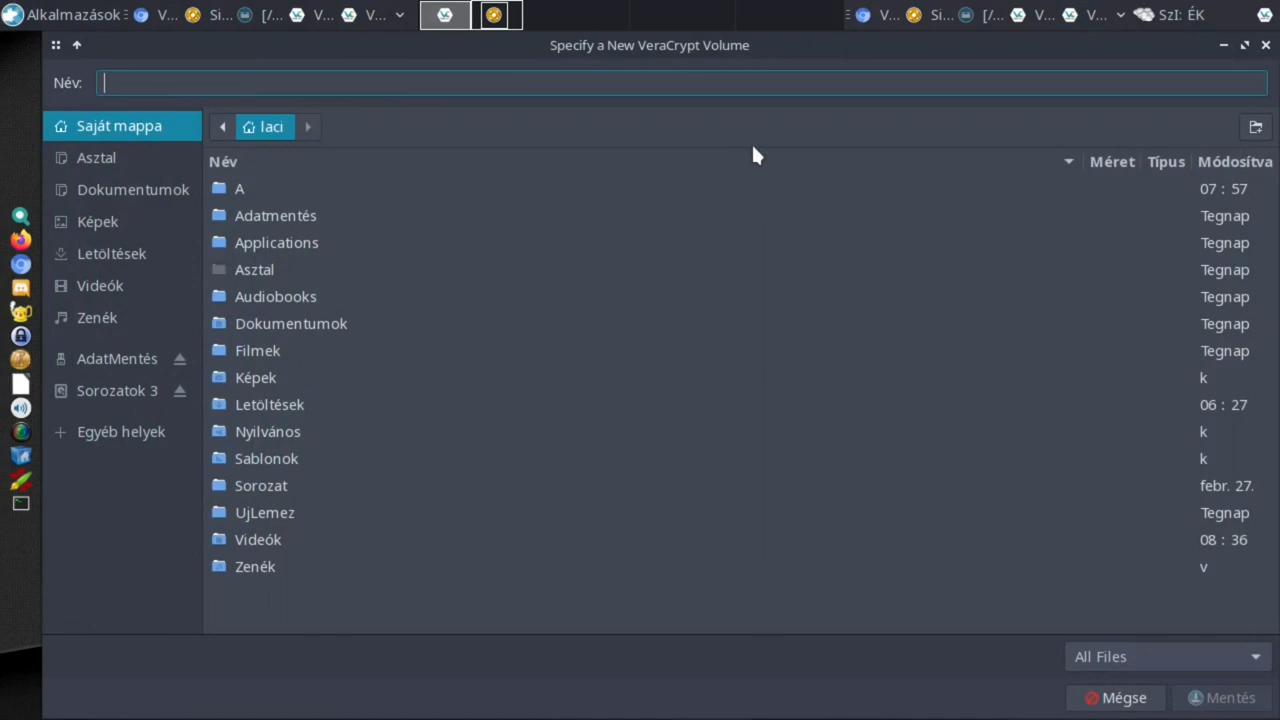 Alkalmazások V... Si... [/... V... V... V... Si... [/... V... V... SzI: ÉK
Specify a New VeraCrypt Volume
Név:
Saját mappa laci
Név Méret Típus Módosítva
A 07 : 57
Adatmentés Tegnap
Applications Tegnap
Asztal Tegnap
Audiobooks Tegnap
Dokumentumok Tegnap
Filmek Tegnap
Képek k
Letöltések 06 : 27
Nyilvános k
Sablonok k
Sorozat febr. 27.
UjLemez Tegnap
Videók 08 : 36
Zenék v
Asztal
Dokumentumok
Képek
Letöltések
Videók
Zenék
AdatMentés
Sorozatok 3
Egyéb helyek
All Files
Mégse Mentés